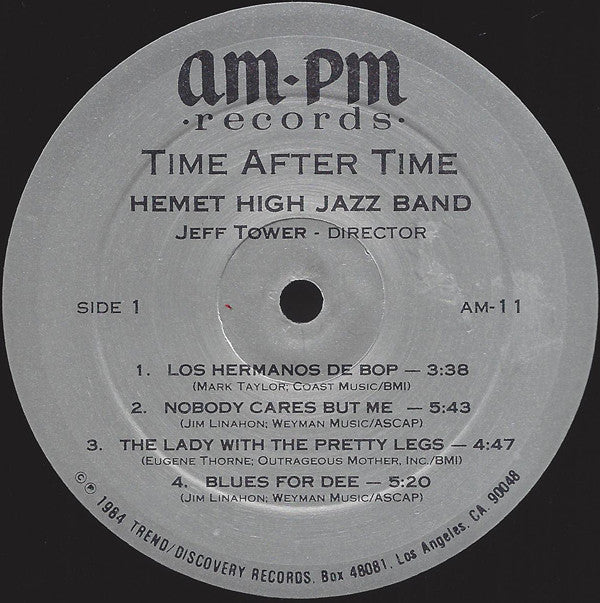 am·pm
·records·
TIME AFTER TIME
HEMET HIGH JAZZ BAND
JEFF TOWER - DIRECTOR
SIDE 1
AM-11
1. LOS HERMANOS DE BOP — 3:38
(MARK TAYLOR; COAST MUSIC/BMI)
2. NOBODY CARES BUT ME — 5:43
(JIM LINAHON; WEYMAN MUSIC/ASCAP)
3. THE LADY WITH THE PRETTY LEGS — 4:47
(EUGENE THORNE; OUTRAGEOUS MOTHER, INC./BMI)
4. BLUES FOR DEE — 5:20
(JIM LINAHON; WEYMAN MUSIC/ASCAP)
©℗ 1984 TREND/DISCOVERY RECORDS. Box 48081. Los Angeles. CA. 90048